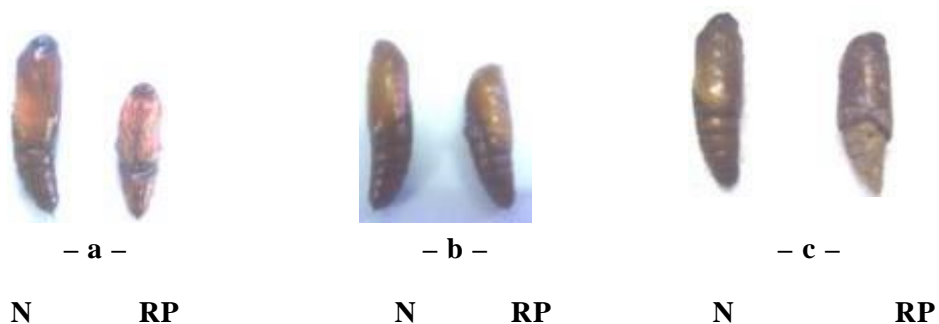 – a – – b – – c –
N RP N RP N RP